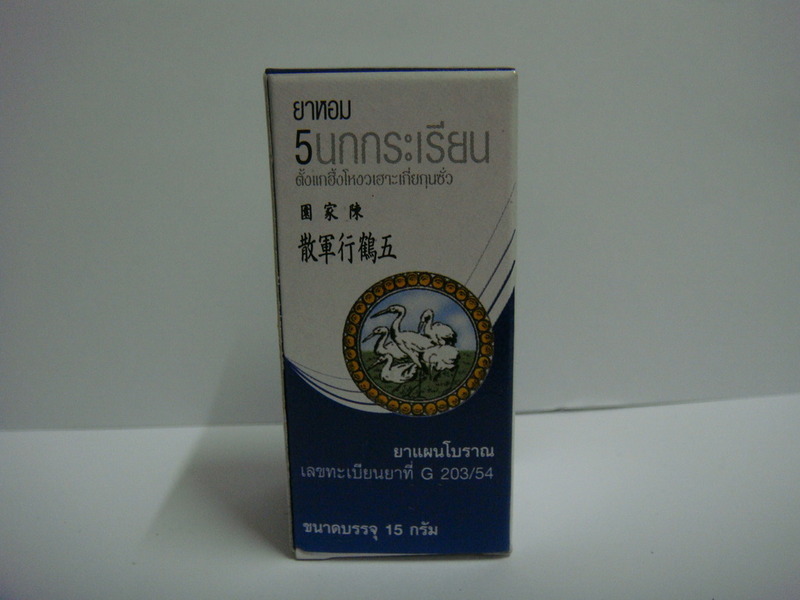 ยาหอม
5นกกระเรียน
ตั้งแกฮึ้งโหงวเฮาะเกี่ยกุนซั่ว
園家陳
散軍行鶴五
ยาแผนโบราณ
เลขทะเบียนยาที่ G 203/54
ขนาดบรรจุ 15 กรัม